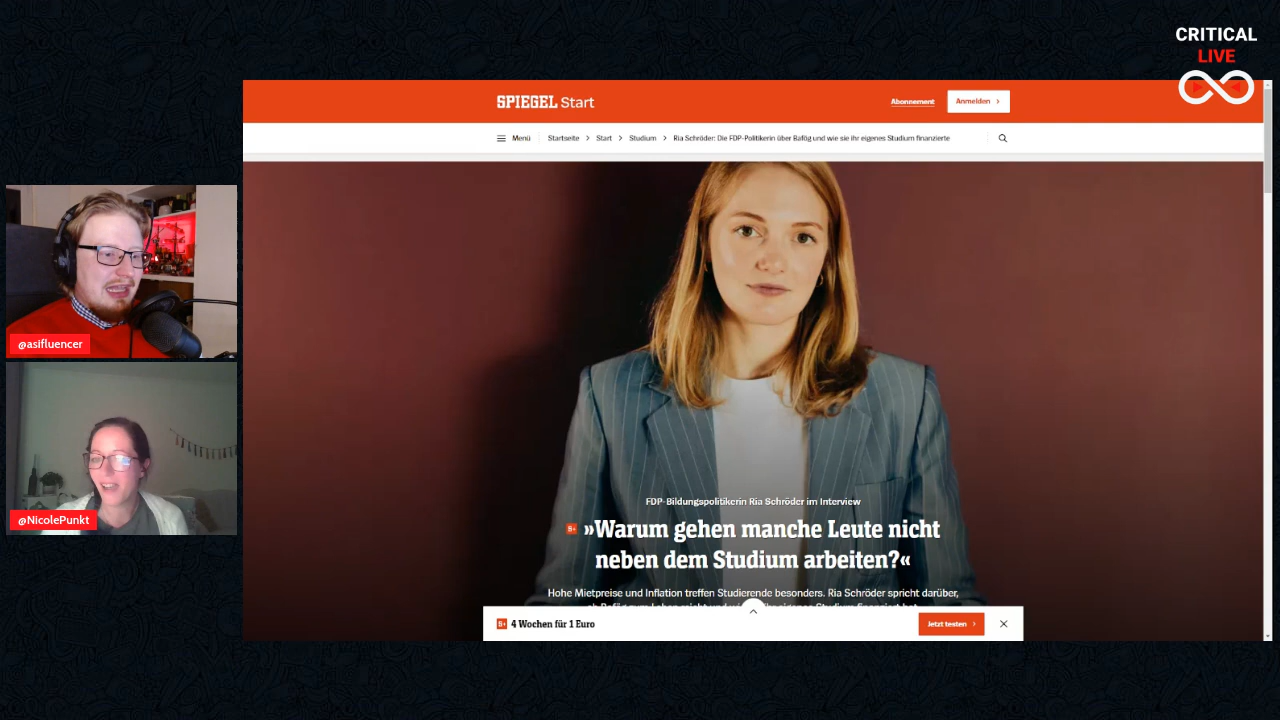 CRITICAL
LIVE
SPIEGEL Start
Abonnement
Anmelden
Menü
Startseite > Start > Studium > Ria Schröder: Die FDP-Politikerin über Bafög und wie sie ihr eigenes Studium finanzierte
@asifluencer
@NicolePunkt
FDP-Bildungspolitikerin Ria Schröder im Interview
S+ »Warum gehen manche Leute nicht
neben dem Studium arbeiten?«
Hohe Mietpreise und Inflation treffen Studierende besonders. Ria Schröder spricht darüber,
S+ 4 Wochen für 1 Euro
Jetzt testen